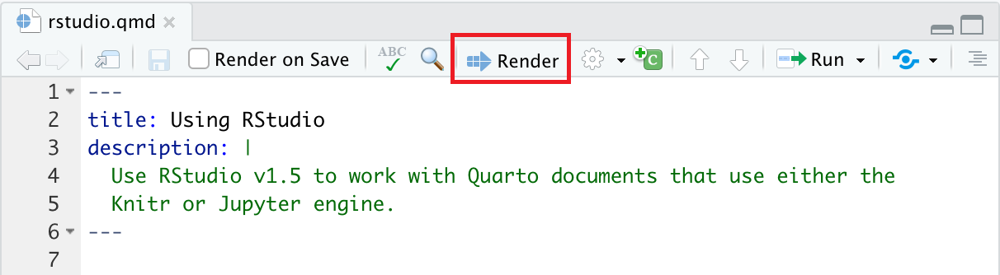 rstudio.qmd
Render on Save ABC Render C Run
1 ---
2 title: Using RStudio
3 description: |
4 Use RStudio v1.5 to work with Quarto documents that use either the
5 Knitr or Jupyter engine.
6 ---
7